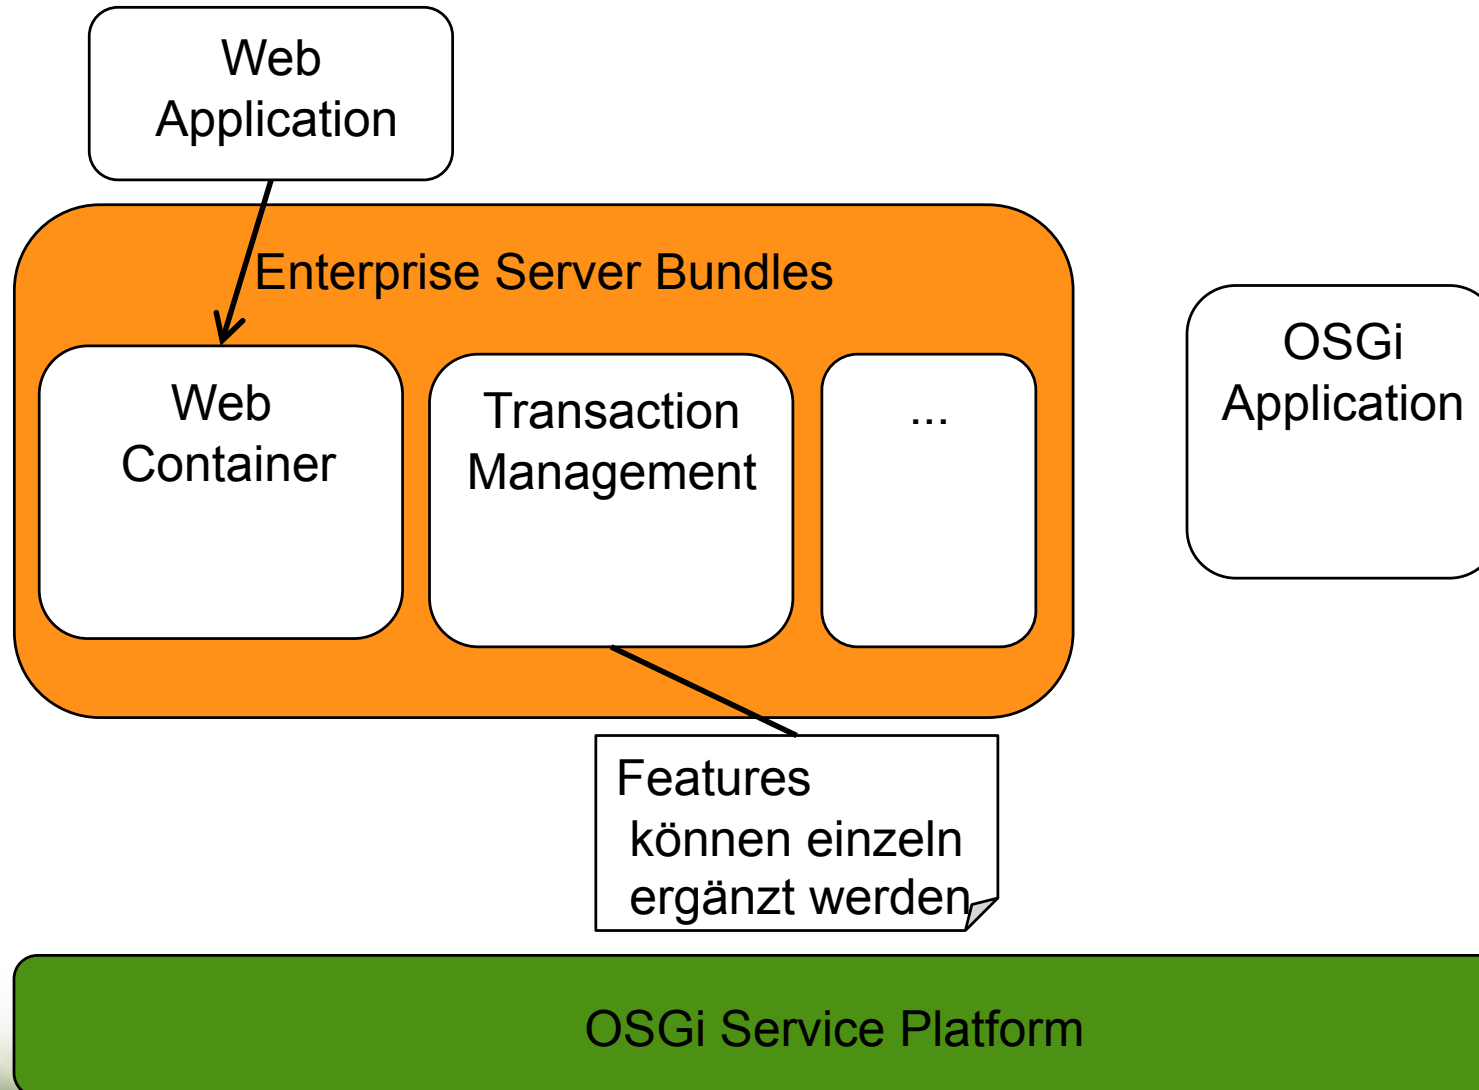 Web
Application
Enterprise Server Bundles
Web
Container
Transaction
Management
...
OSGi
Application
Features
können einzeln
ergänzt werden
OSGi Service Platform